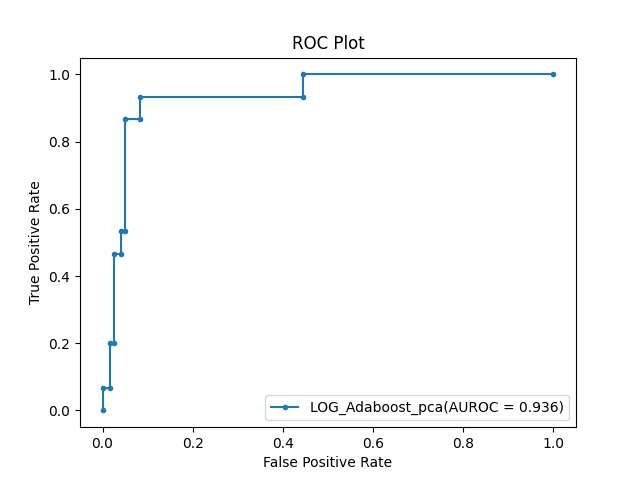 ROC Plot
1.0
0.8
0.6
0.4
0.2
0.0
True Positive Rate
LOG_Adaboost_pca(AUROC = 0.936)
0.0 0.2 0.4 0.6 0.8 1.0
False Positive Rate